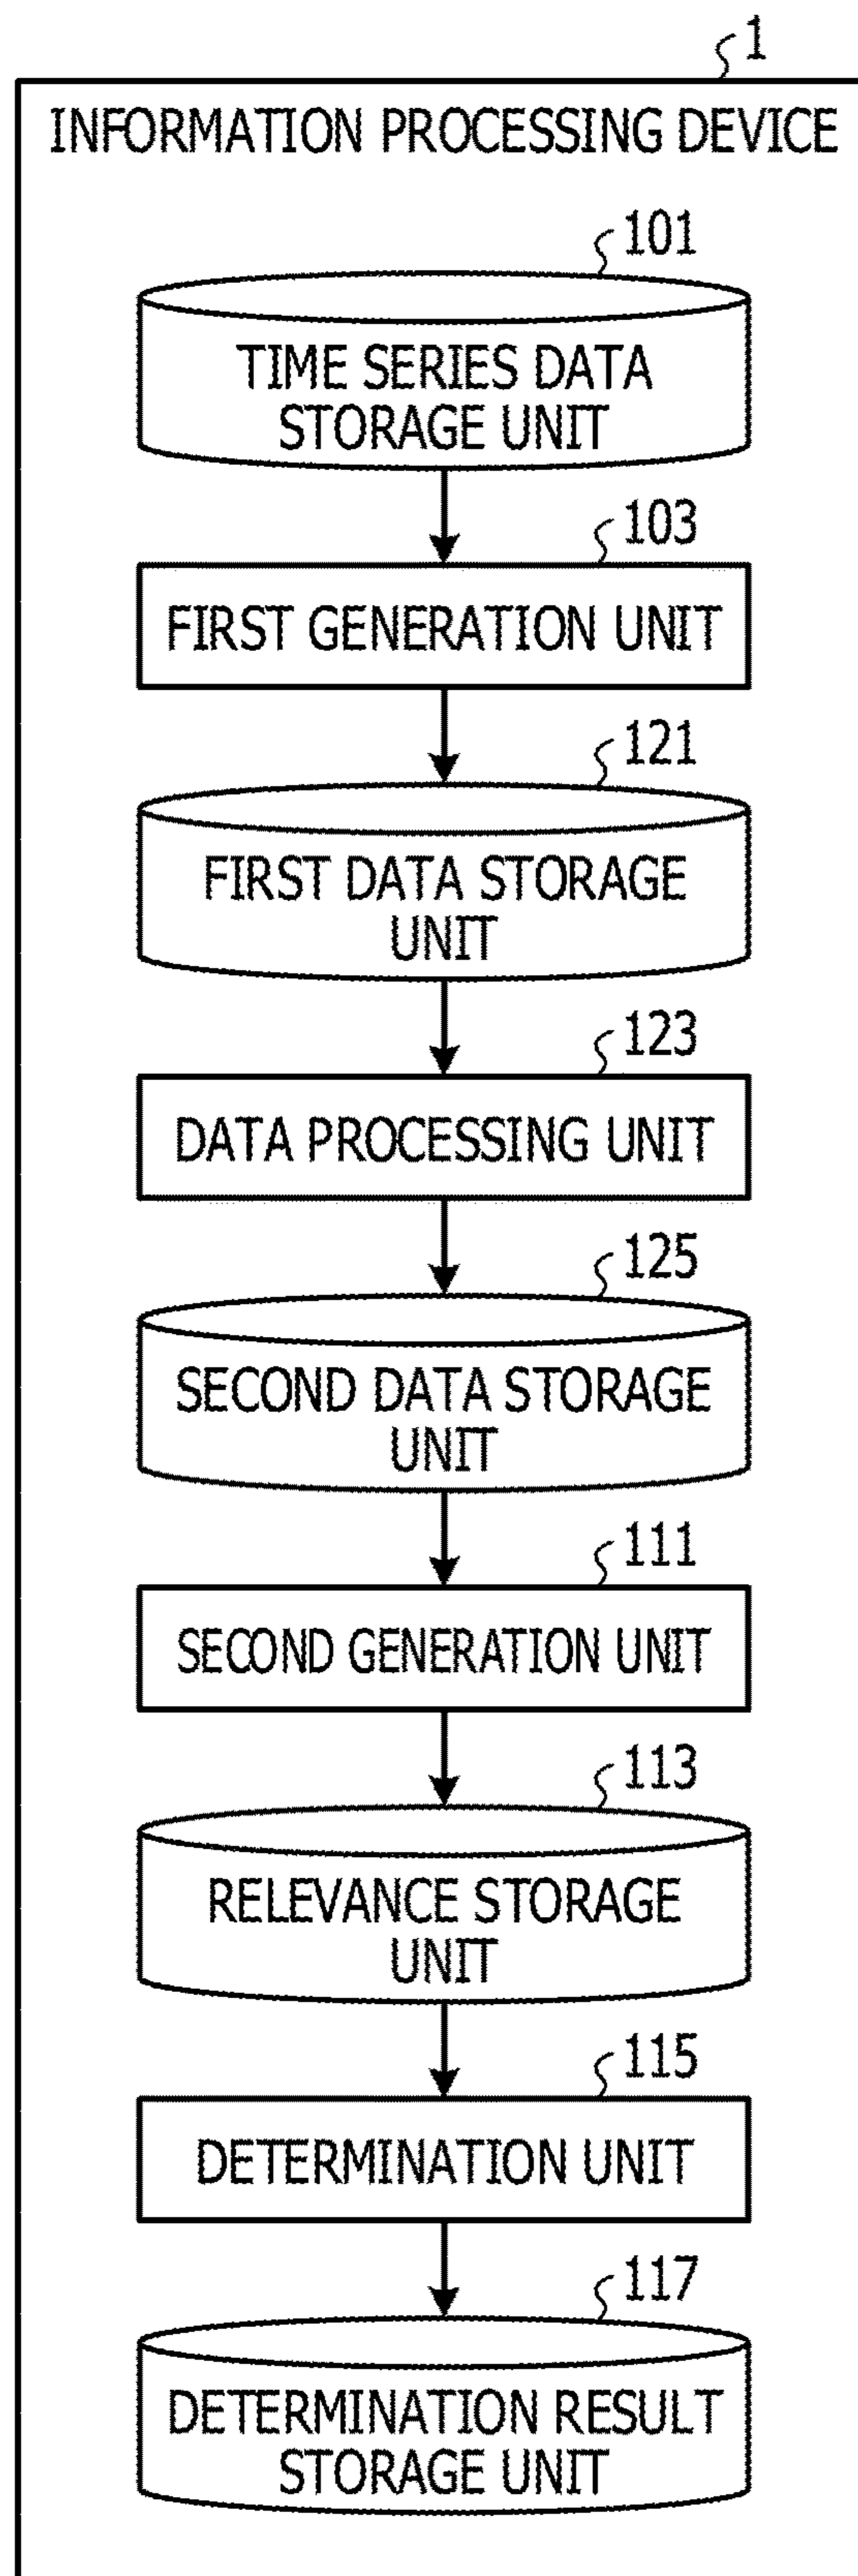 1
INFORMATION PROCESSING DEVICE
101
TIME SERIES DATA
STORAGE UNIT
103
FIRST GENERATION UNIT
121
FIRST DATA STORAGE
UNIT
123
DATA PROCESSING UNIT
125
SECOND DATA STORAGE
UNIT
111
SECOND GENERATION UNIT
113
RELEVANCE STORAGE
UNIT
115
DETERMINATION UNIT
117
DETERMINATION RESULT
STORAGE UNIT